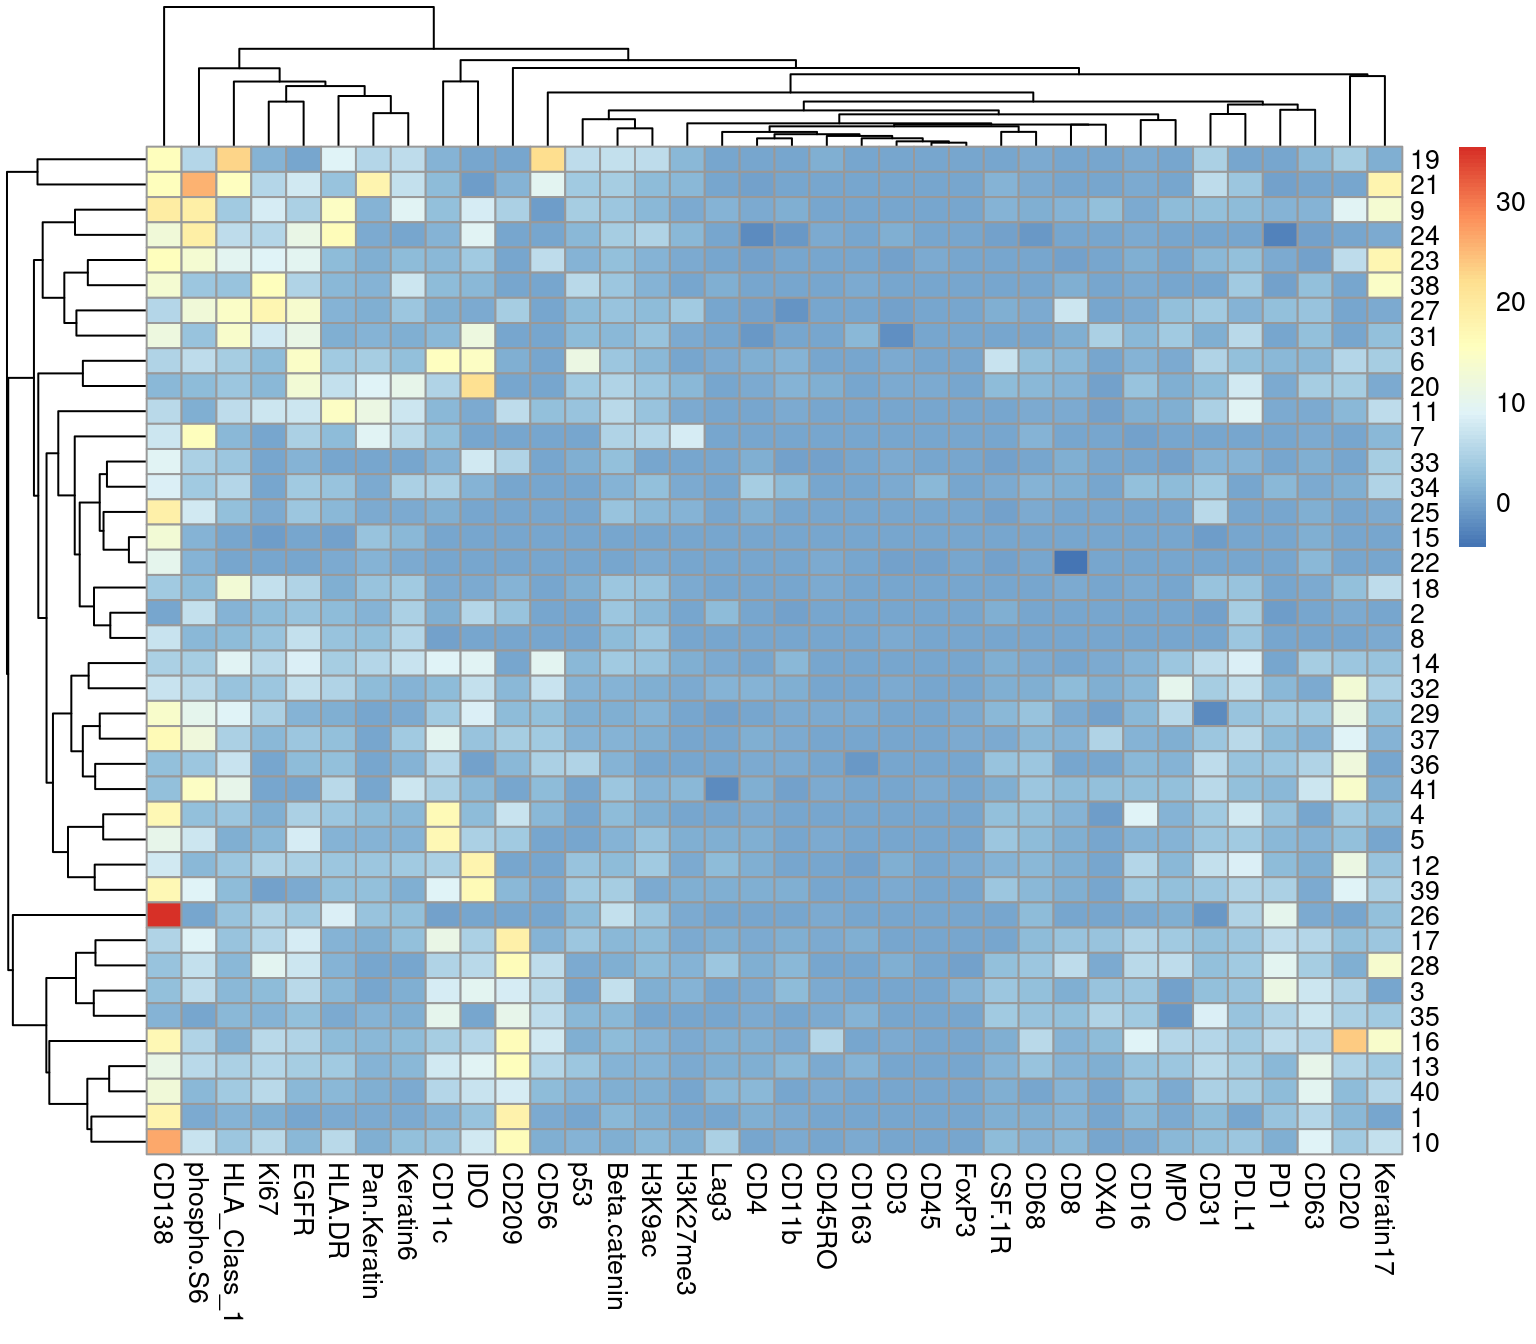 19
21
9
24
23
38
27
31
6
20
11
7
33
34
25
15
22
18
2
8
14
32
29
37
36
41
4
5
12
39
26
17
28
3
35
16
13
40
1
10
30
20
10
0
CD138
phospho.S6
HLA_Class_1
Ki67
EGFR
HLA.DR
Pan.Keratin
Keratin6
CD11c
IDO
CD209
CD56
p53
Beta.catenin
H3K9ac
H3K27me3
Lag3
CD4
CD11b
CD45RO
CD163
CD3
CD45
FoxP3
CSF.1R
CD68
CD8
OX40
CD16
MPO
CD31
PD.L1
PD1
CD63
CD20
Keratin17